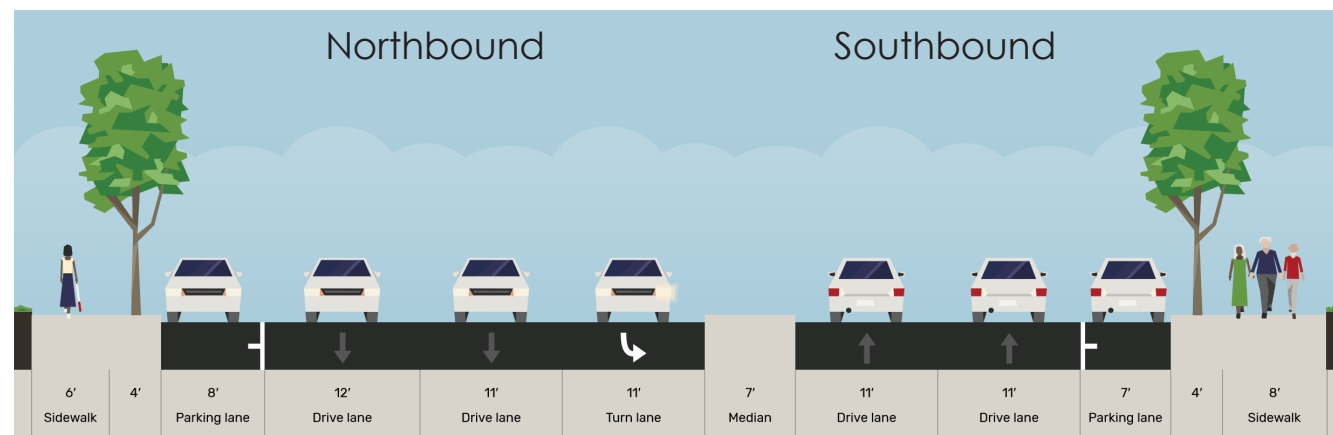 Northbound Southbound
6′ 4′ 8′ 12′ 11′ 11′ 7′ 11′ 11′ 7′ 4′ 8′
Sidewalk Parking lane Drive lane Drive lane Turn lane Median Drive lane Drive lane Parking lane Sidewalk